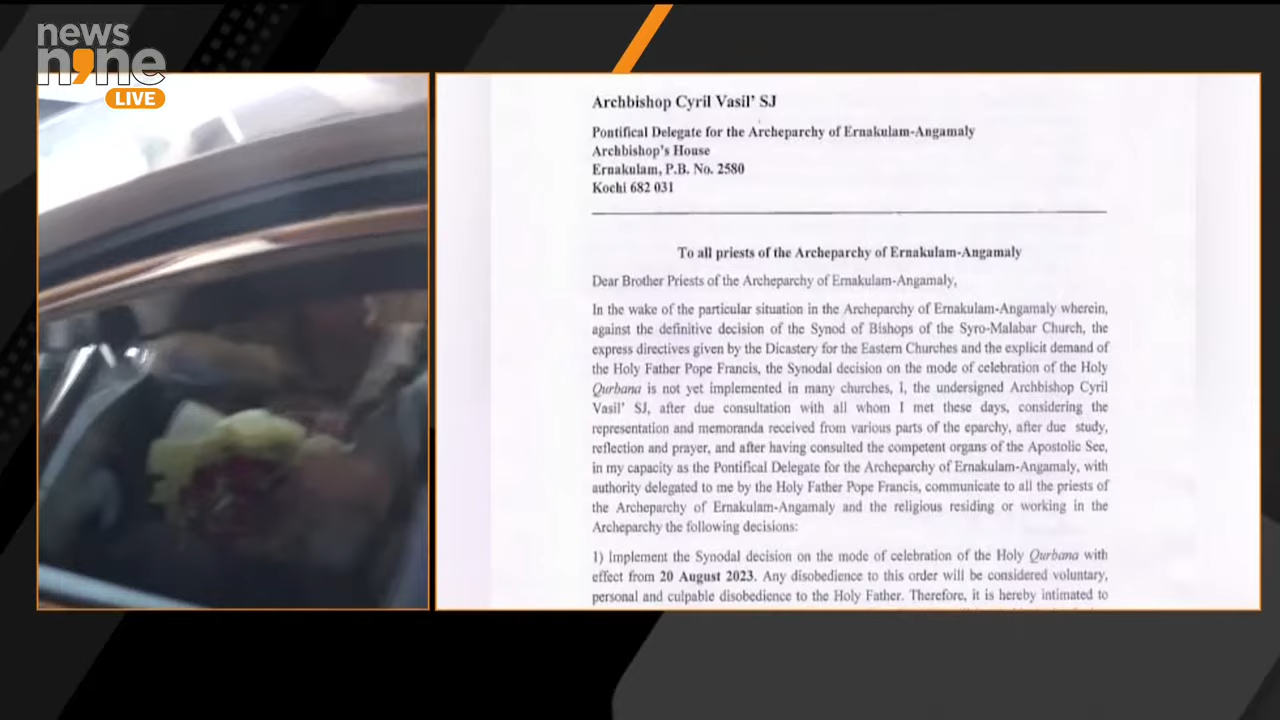 news
nine
LIVE
Archbishop Cyril Vasil' SJ
Pontifical Delegate for the Archeparchy of Ernakulam-Angamaly
Archbishop's House
Ernakulam, P.B. No. 2580
Kochi 682 031
To all priests of the Archeparchy of Ernakulam-Angamaly
Dear Brother Priests of the Archeparchy of Ernakulam-Angamaly,
In the wake of the particular situation in the Archeparchy of Ernakulam-Angamaly wherein,
against the definitive decision of the Synod of Bishops of the Syro-Malabar Church, the
express directives given by the Dicastery for the Eastern Churches and the explicit demand of
the Holy Father Pope Francis, the Synodal decision on the mode of celebration of the Holy
Qurbana is not yet implemented in many churches, I, the undersigned Archbishop Cyril
Vasil' SJ, after due consultation with all whom I met these days, considering the
representation and memoranda received from various parts of the eparchy, after due study,
reflection and prayer, and after having consulted the competent organs of the Apostolic See,
in my capacity as the Pontifical Delegate for the Archeparchy of Ernakulam-Angamaly, with
authority delegated to me by the Holy Father Pope Francis, communicate to all the priests of
the Archeparchy of Ernakulam-Angamaly and the religious residing or working in the
Archeparchy the following decisions:
1) Implement the Synodal decision on the mode of celebration of the Holy Qurbana with
effect from 20 August 2023. Any disobedience to this order will be considered voluntary,
personal and culpable disobedience to the Holy Father. Therefore, it is hereby intimated to